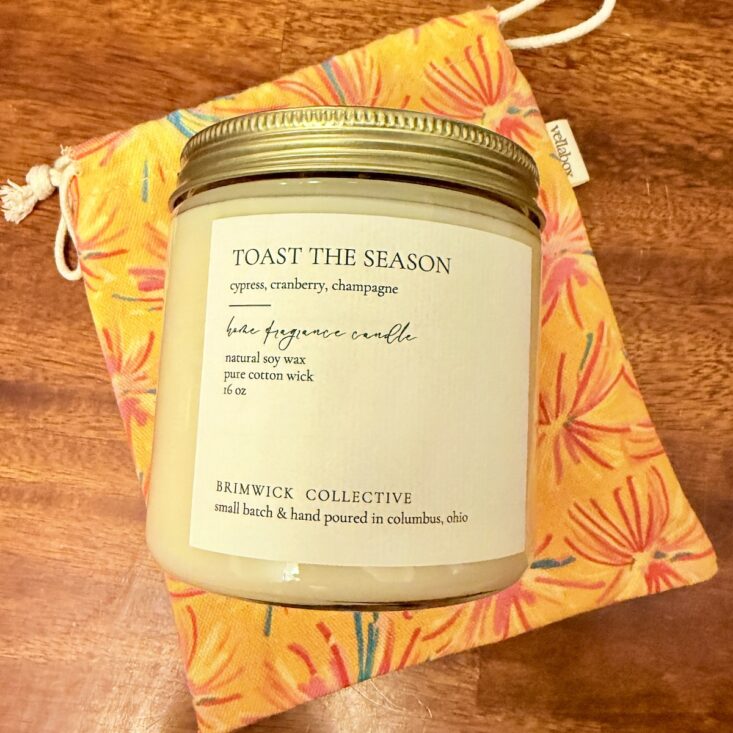 vellabox
TOAST THE SEASON
cypress, cranberry, champagne
home fragrance candle
natural soy wax
pure cotton wick
16 oz
BRIMWICK COLLECTIVE
small batch & hand poured in columbus, ohio